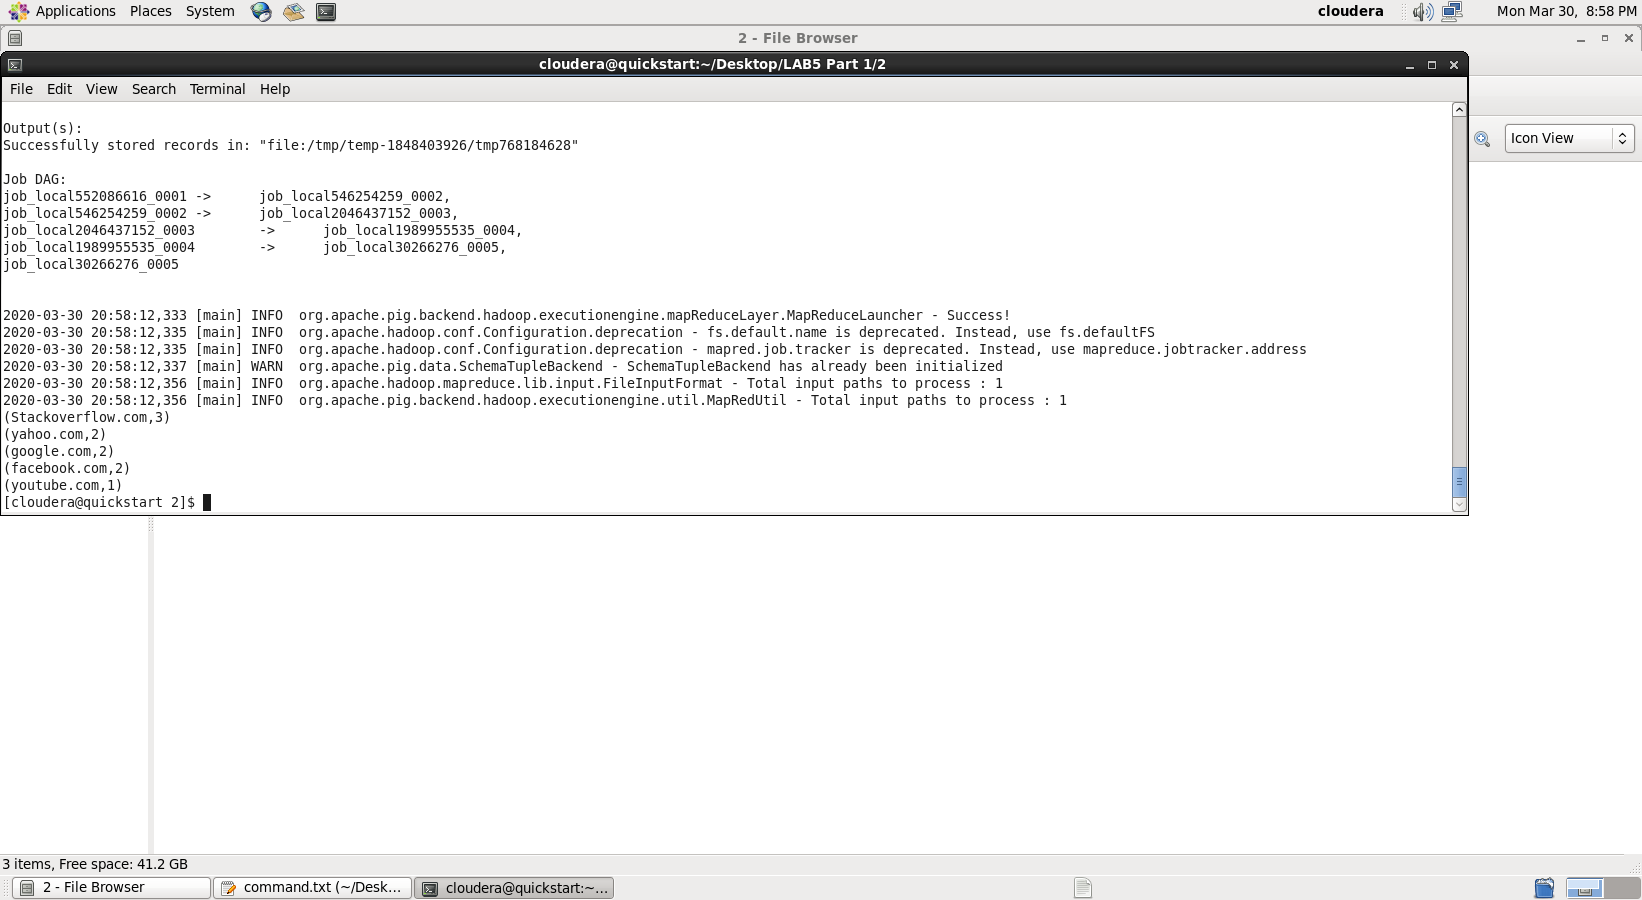 Applications Places System cloudera Mon Mar 30, 8:58 PM
2 - File Browser
cloudera@quickstart:~/Desktop/LAB5 Part 1/2
File Edit View Search Terminal Help
Icon View
Output(s):
Successfully stored records in: "file:/tmp/temp-1848403926/tmp768184628"
Job DAG:
job_local552086616_0001 -> job_local546254259_0002,
job_local546254259_0002 -> job_local2046437152_0003,
job_local2046437152_0003 -> job_local1989955535_0004,
job_local1989955535_0004 -> job_local30266276_0005,
job_local30266276_0005
2020-03-30 20:58:12,333 [main] INFO org.apache.pig.backend.hadoop.executionengine.mapReduceLayer.MapReduceLauncher - Success!
2020-03-30 20:58:12,335 [main] INFO org.apache.hadoop.conf.Configuration.deprecation - fs.default.name is deprecated. Instead, use fs.defaultFS
2020-03-30 20:58:12,335 [main] INFO org.apache.hadoop.conf.Configuration.deprecation - mapred.job.tracker is deprecated. Instead, use mapreduce.jobtracker.address
2020-03-30 20:58:12,337 [main] WARN org.apache.pig.data.SchemaTupleBackend - SchemaTupleBackend has already been initialized
2020-03-30 20:58:12,356 [main] INFO org.apache.hadoop.mapreduce.lib.input.FileInputFormat - Total input paths to process : 1
2020-03-30 20:58:12,356 [main] INFO org.apache.pig.backend.hadoop.executionengine.util.MapRedUtil - Total input paths to process : 1
(Stackoverflow.com,3)
(yahoo.com,2)
(google.com,2)
(facebook.com,2)
(youtube.com,1)
[cloudera@quickstart 2]$
3 items, Free space: 41.2 GB
2 - File Browser command.txt (~/Desk... cloudera@quickstart:~...